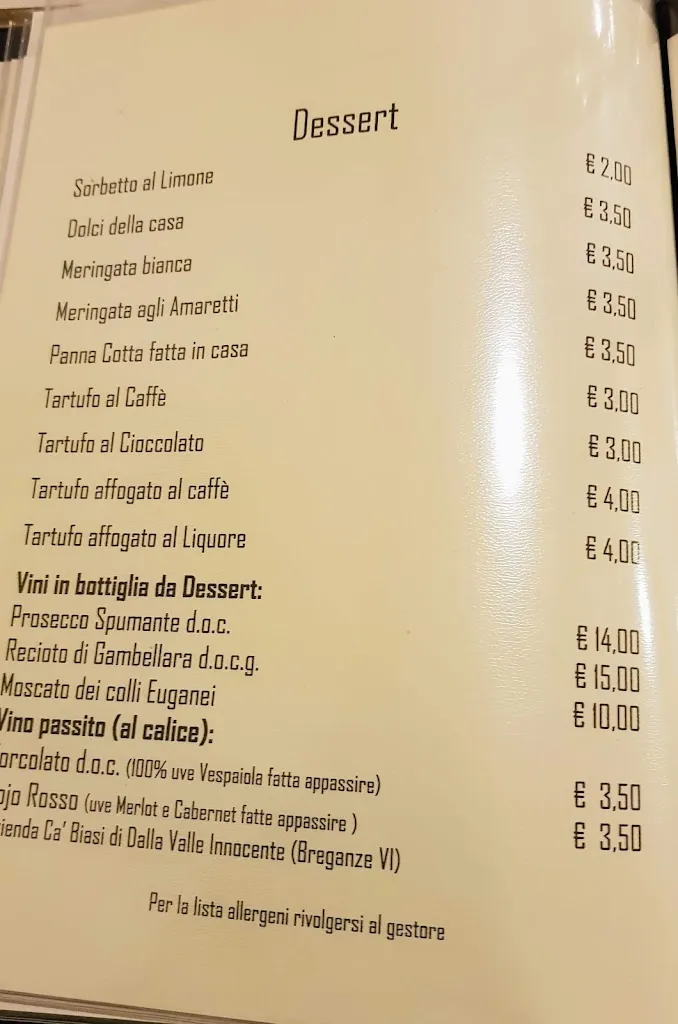 Dessert
Sorbetto al Limone € 2,00
Dolci della casa € 3,50
Meringata bianca € 3,50
Meringata agli Amaretti € 3,50
Panna Cotta fatta in casa € 3,50
Tartufo al Caffè € 3,00
Tartufo al Cioccolato € 3,00
Tartufo affogato al caffè € 4,00
Tartufo affogato al Liquore € 4,00
Vini in bottiglia da Dessert:
Prosecco Spumante d.o.c. € 14,00
Recioto di Gambellara d.o.c.g. € 15,00
Moscato dei colli Euganei € 10,00
Vino passito (al calice):
d.o.c. (100% uve Vespaiola fatta appassire) € 3,50
Rosso (uve Merlot e Cabernet fatte appassire ) € 3,50
Ca' Biasi di Dalla Valle Innocente (Breganze VI)
Per la lista allergeni rivolgersi al gestore